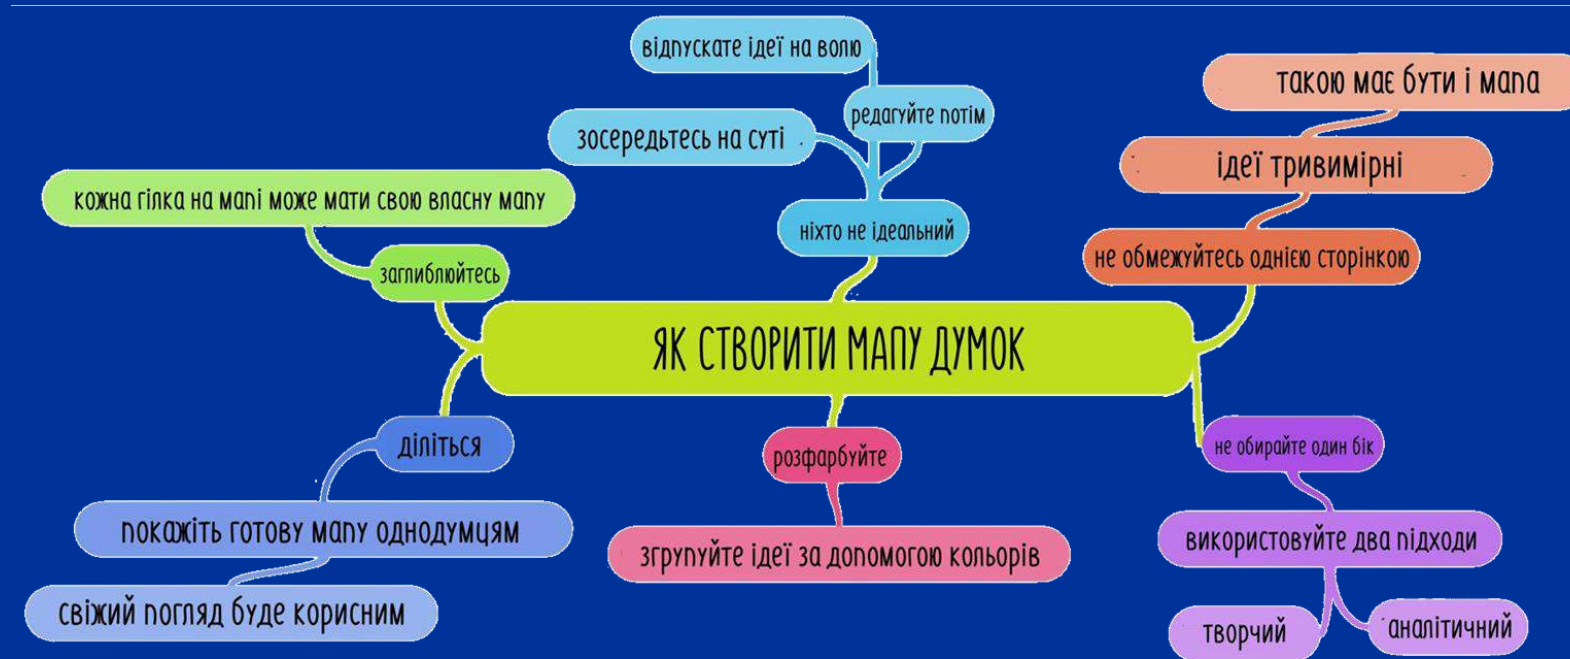 відпускате ідеї на волю
редагуйте потім
зосередьтесь на суті
ніхто не ідеальний
такою має бути і мапа
ідеї тривимірні
не обмежуйтесь однією сторінкою
кожна гілка на мапі може мати свою власну мапу
заглиблюйтесь
ЯК СТВОРИТИ МАПУ ДУМОК
діліться
покажіть готову мапу однодумцям
свіжий погляд буде корисним
розфарбуйте
згрупуйте ідеї за допомогою кольорів
не обирайте один бік
використовуйте два підходи
творчий
аналітичний